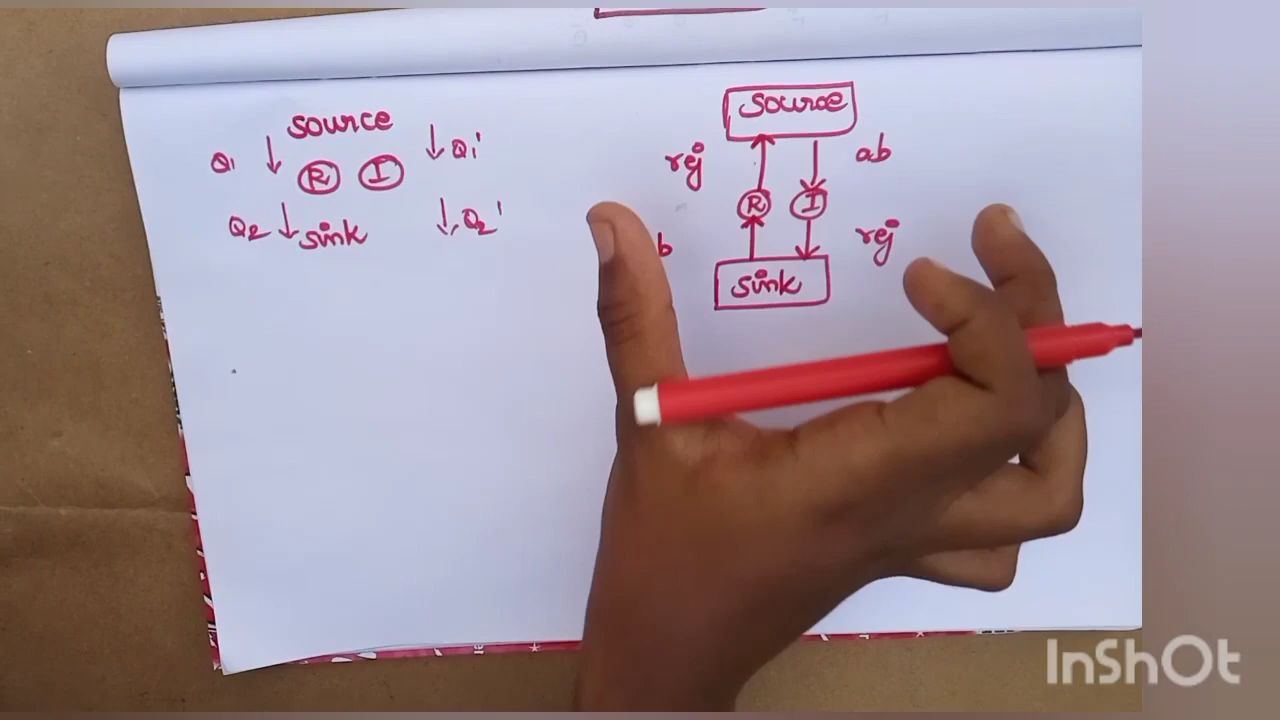 source
Q1 ↓ ↓ Q1'
R I
Q2 ↓ sink ↓ Q2'
source
rej ab
R I
b rej
sink
InShOt